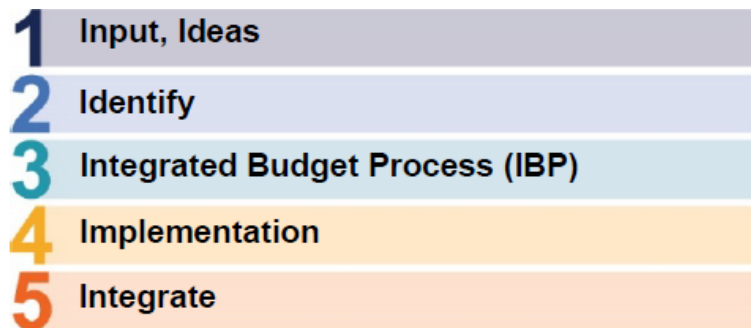 1 Input, Ideas
2 Identify
3 Integrated Budget Process (IBP)
4 Implementation
5 Integrate